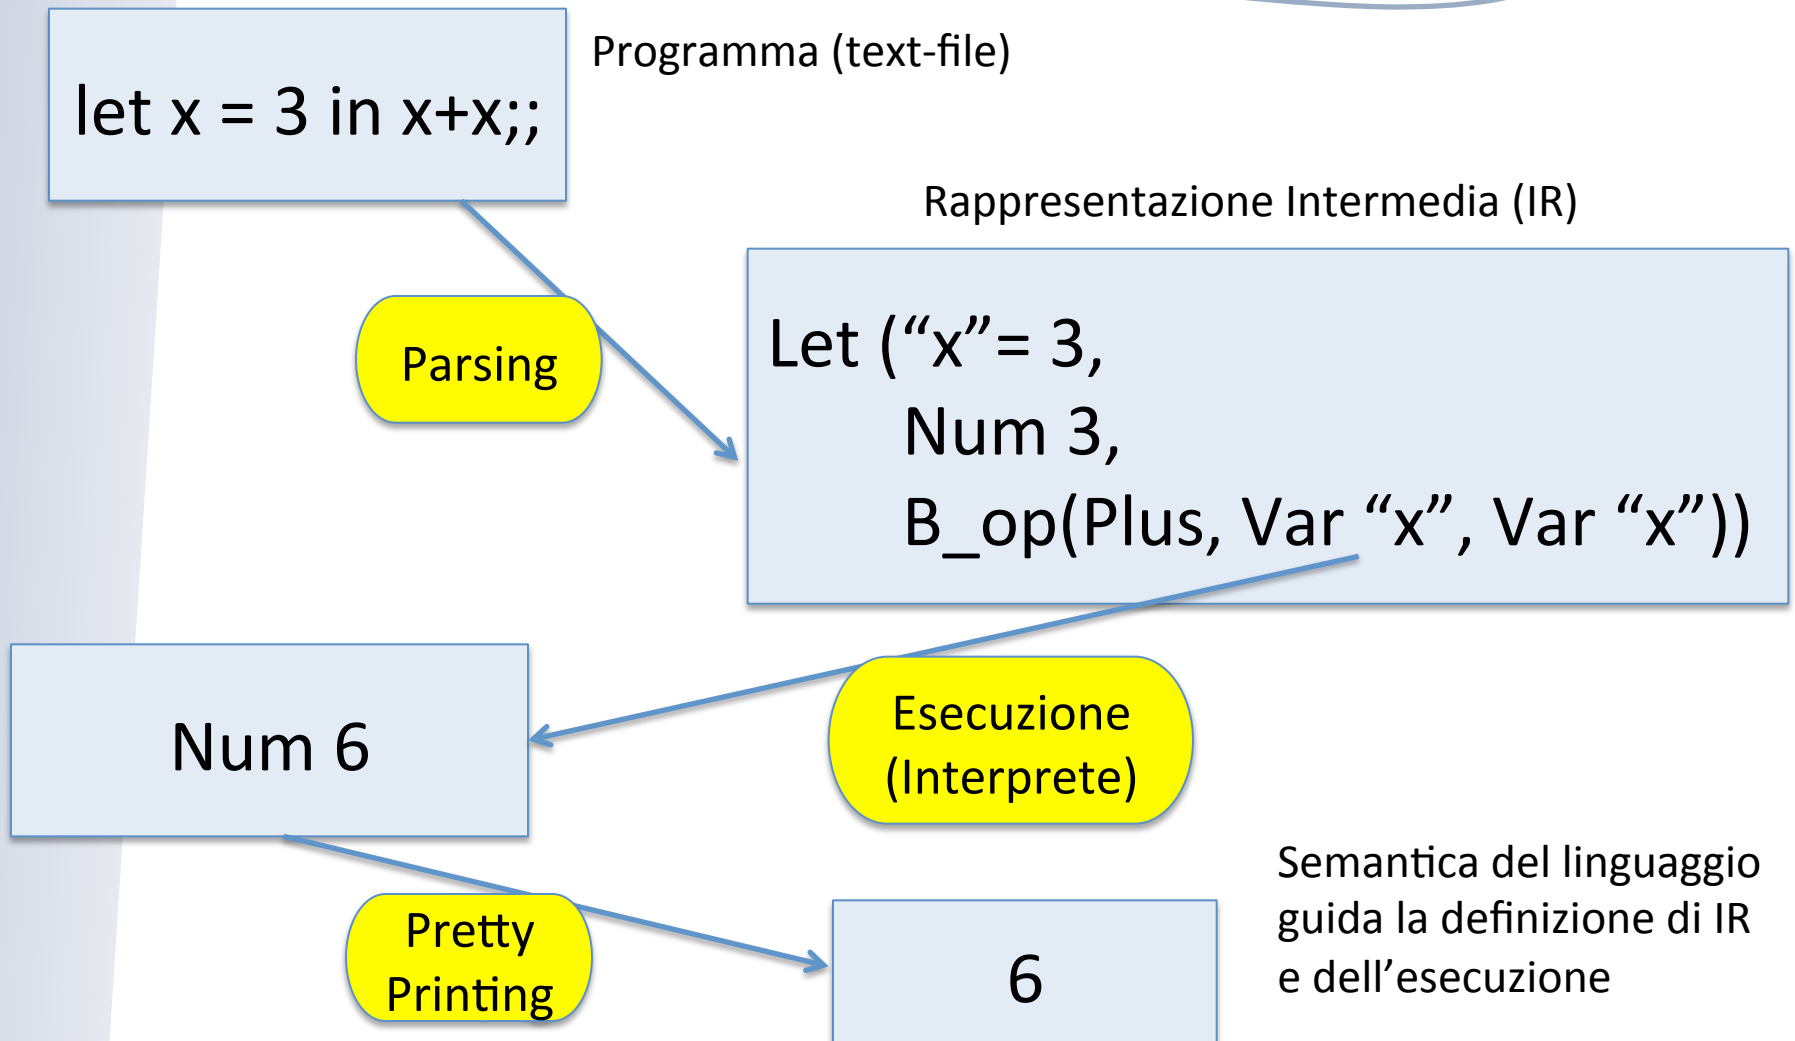 let x = 3 in x+x;;
Programma (text-file)
Rappresentazione Intermedia (IR)
Parsing
Let (“x”= 3,
Num 3,
B_op(Plus, Var “x”, Var “x”))
Num 6
Esecuzione
(Interprete)
Pretty
Printing
6
Semantica del linguaggio
guida la definizione di IR
e dell’esecuzione